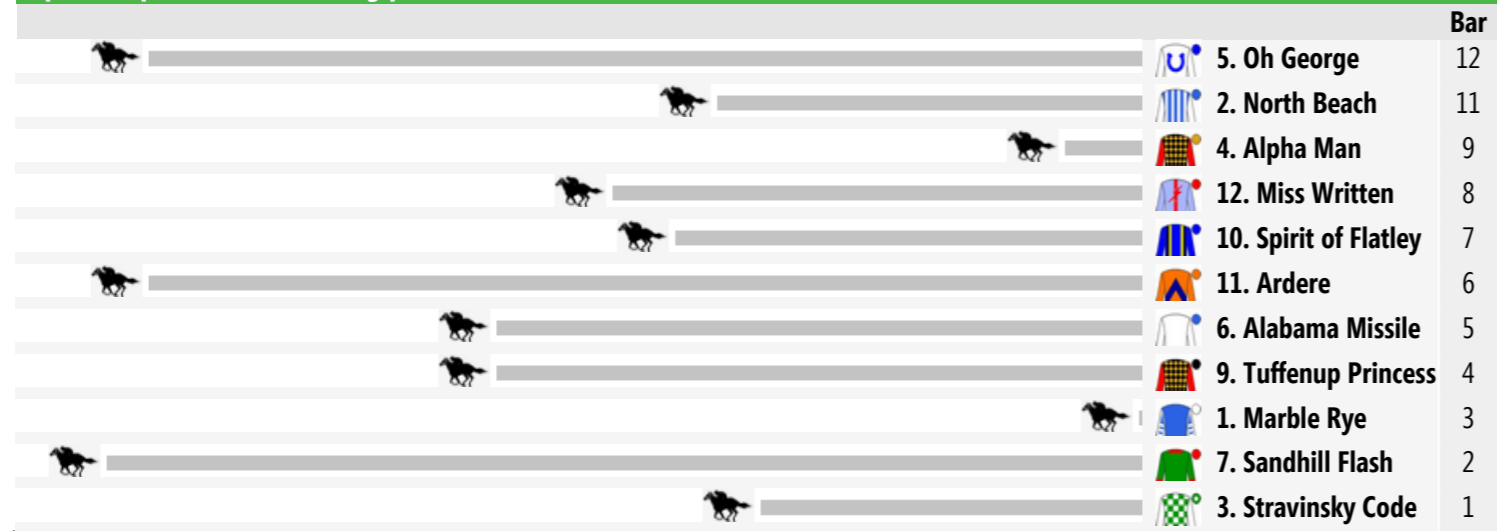 Bar
5. Oh George 12
2. North Beach 11
4. Alpha Man 9
12. Miss Written 8
10. Spirit of Flatley 7
11. Ardere 6
6. Alabama Missile 5
9. Tuffenup Princess 4
1. Marble Rye 3
7. Sandhill Flash 2
3. Stravinsky Code 1